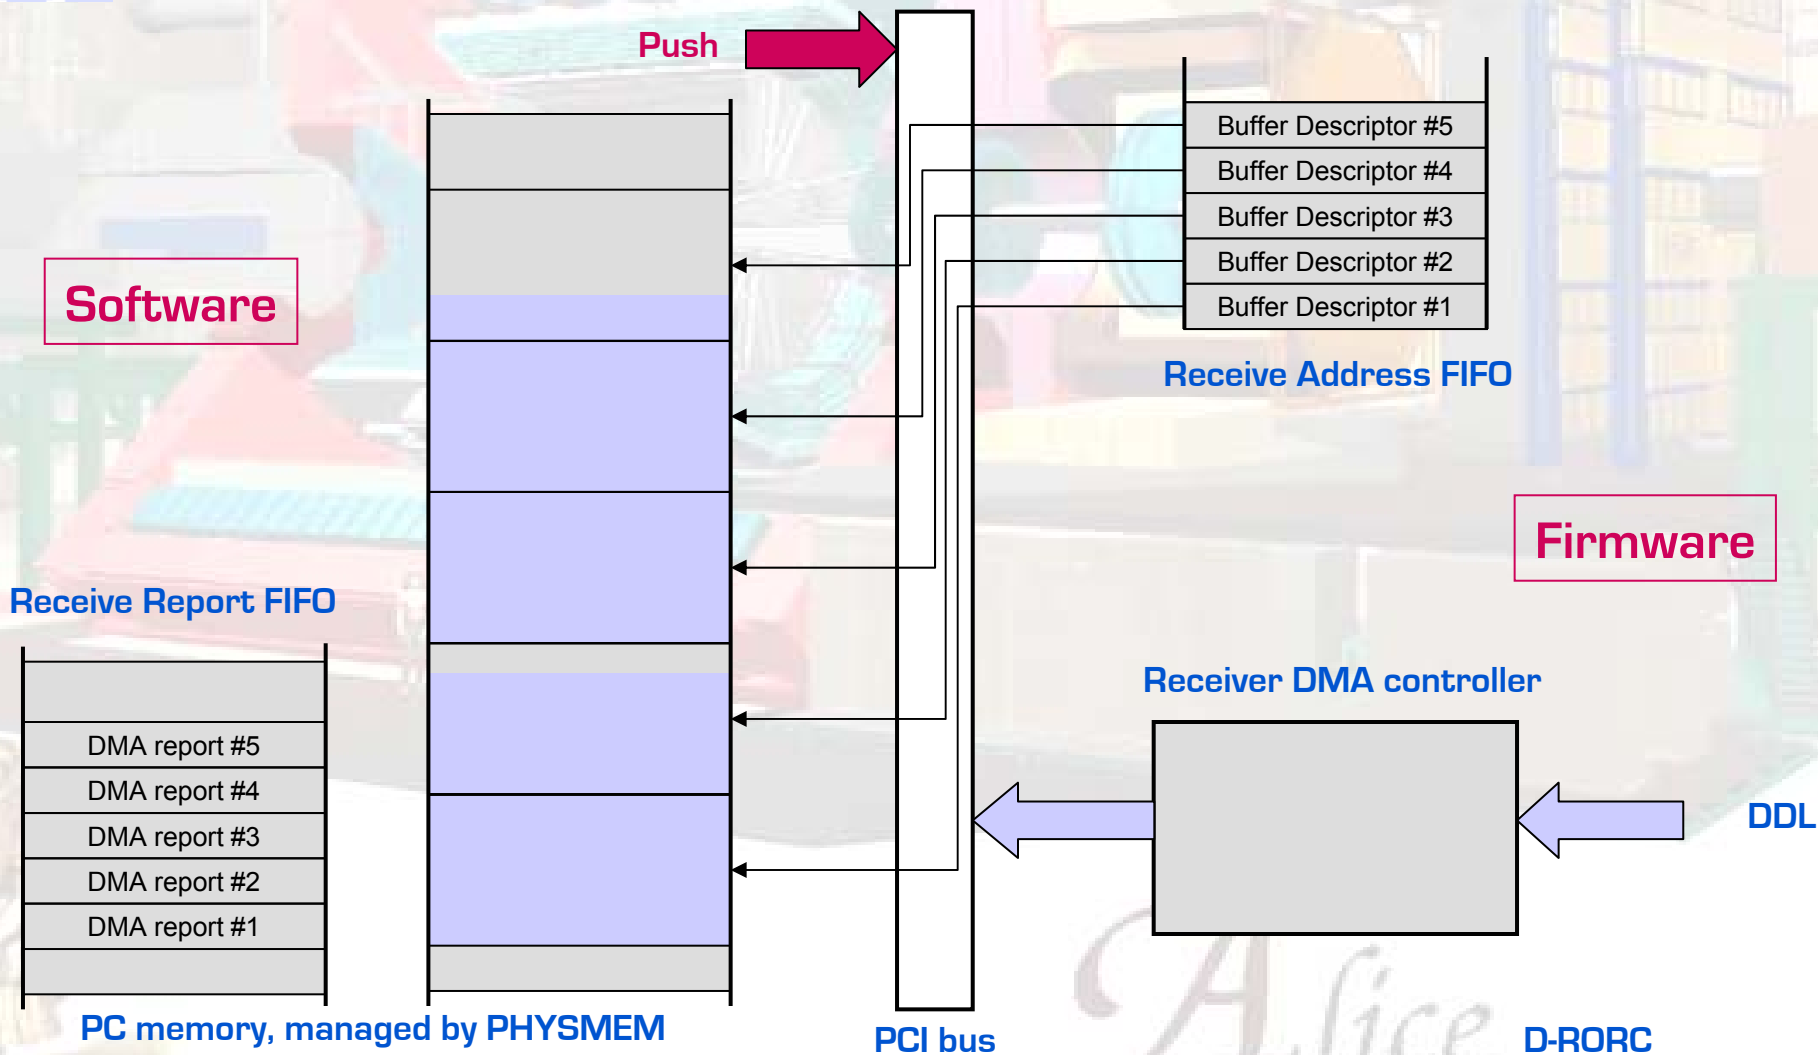 Push
Buffer Descriptor #5
Buffer Descriptor #4
Buffer Descriptor #3
Buffer Descriptor #2
Buffer Descriptor #1
Receive Address FIFO
Software
Firmware
Receive Report FIFO
DMA report #5
DMA report #4
DMA report #3
DMA report #2
DMA report #1
Receiver DMA controller
DDL
PC memory, managed by PHYSMEM
PCI bus
Alice
D-RORC